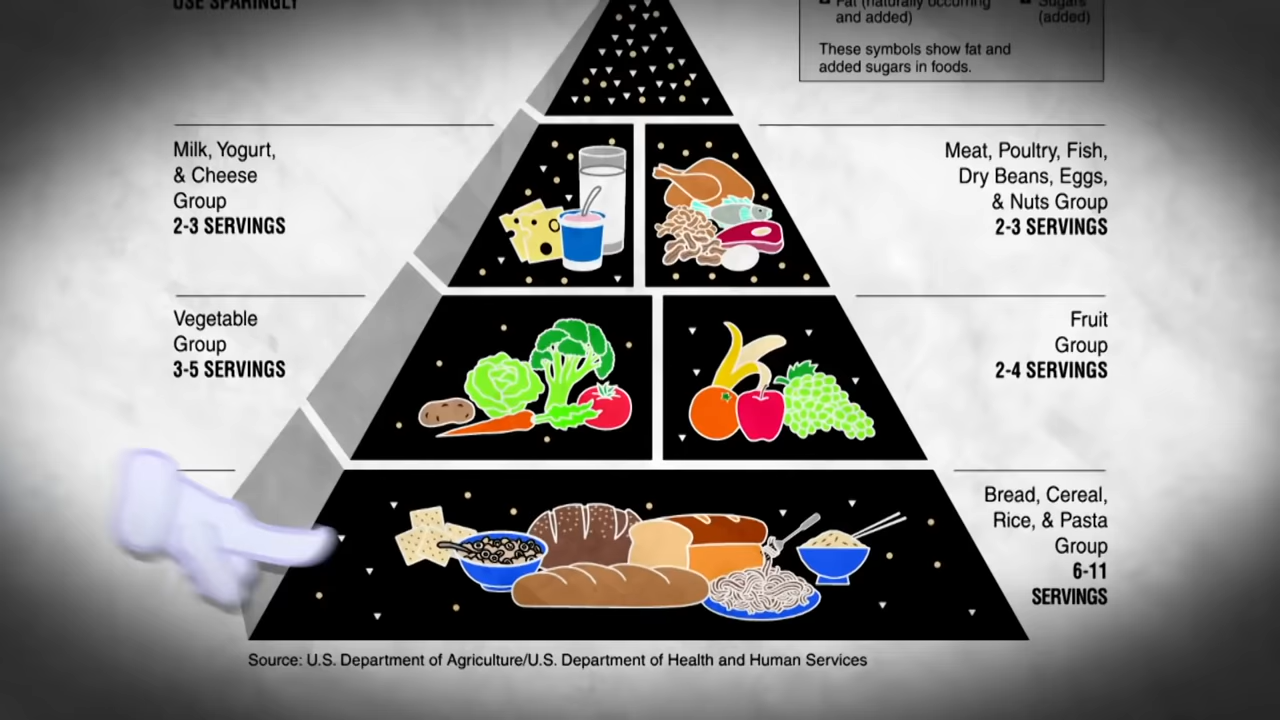 USE SPARINGLY
Fat (naturally occurring
and added)
Sugars
(added)
These symbols show fat and
added sugars in foods.
Milk, Yogurt,
& Cheese
Group
2-3 SERVINGS
Meat, Poultry, Fish,
Dry Beans, Eggs,
& Nuts Group
2-3 SERVINGS
Vegetable
Group
3-5 SERVINGS
Fruit
Group
2-4 SERVINGS
Bread, Cereal,
Rice, & Pasta
Group
6-11
SERVINGS
Source: U.S. Department of Agriculture/U.S. Department of Health and Human Services